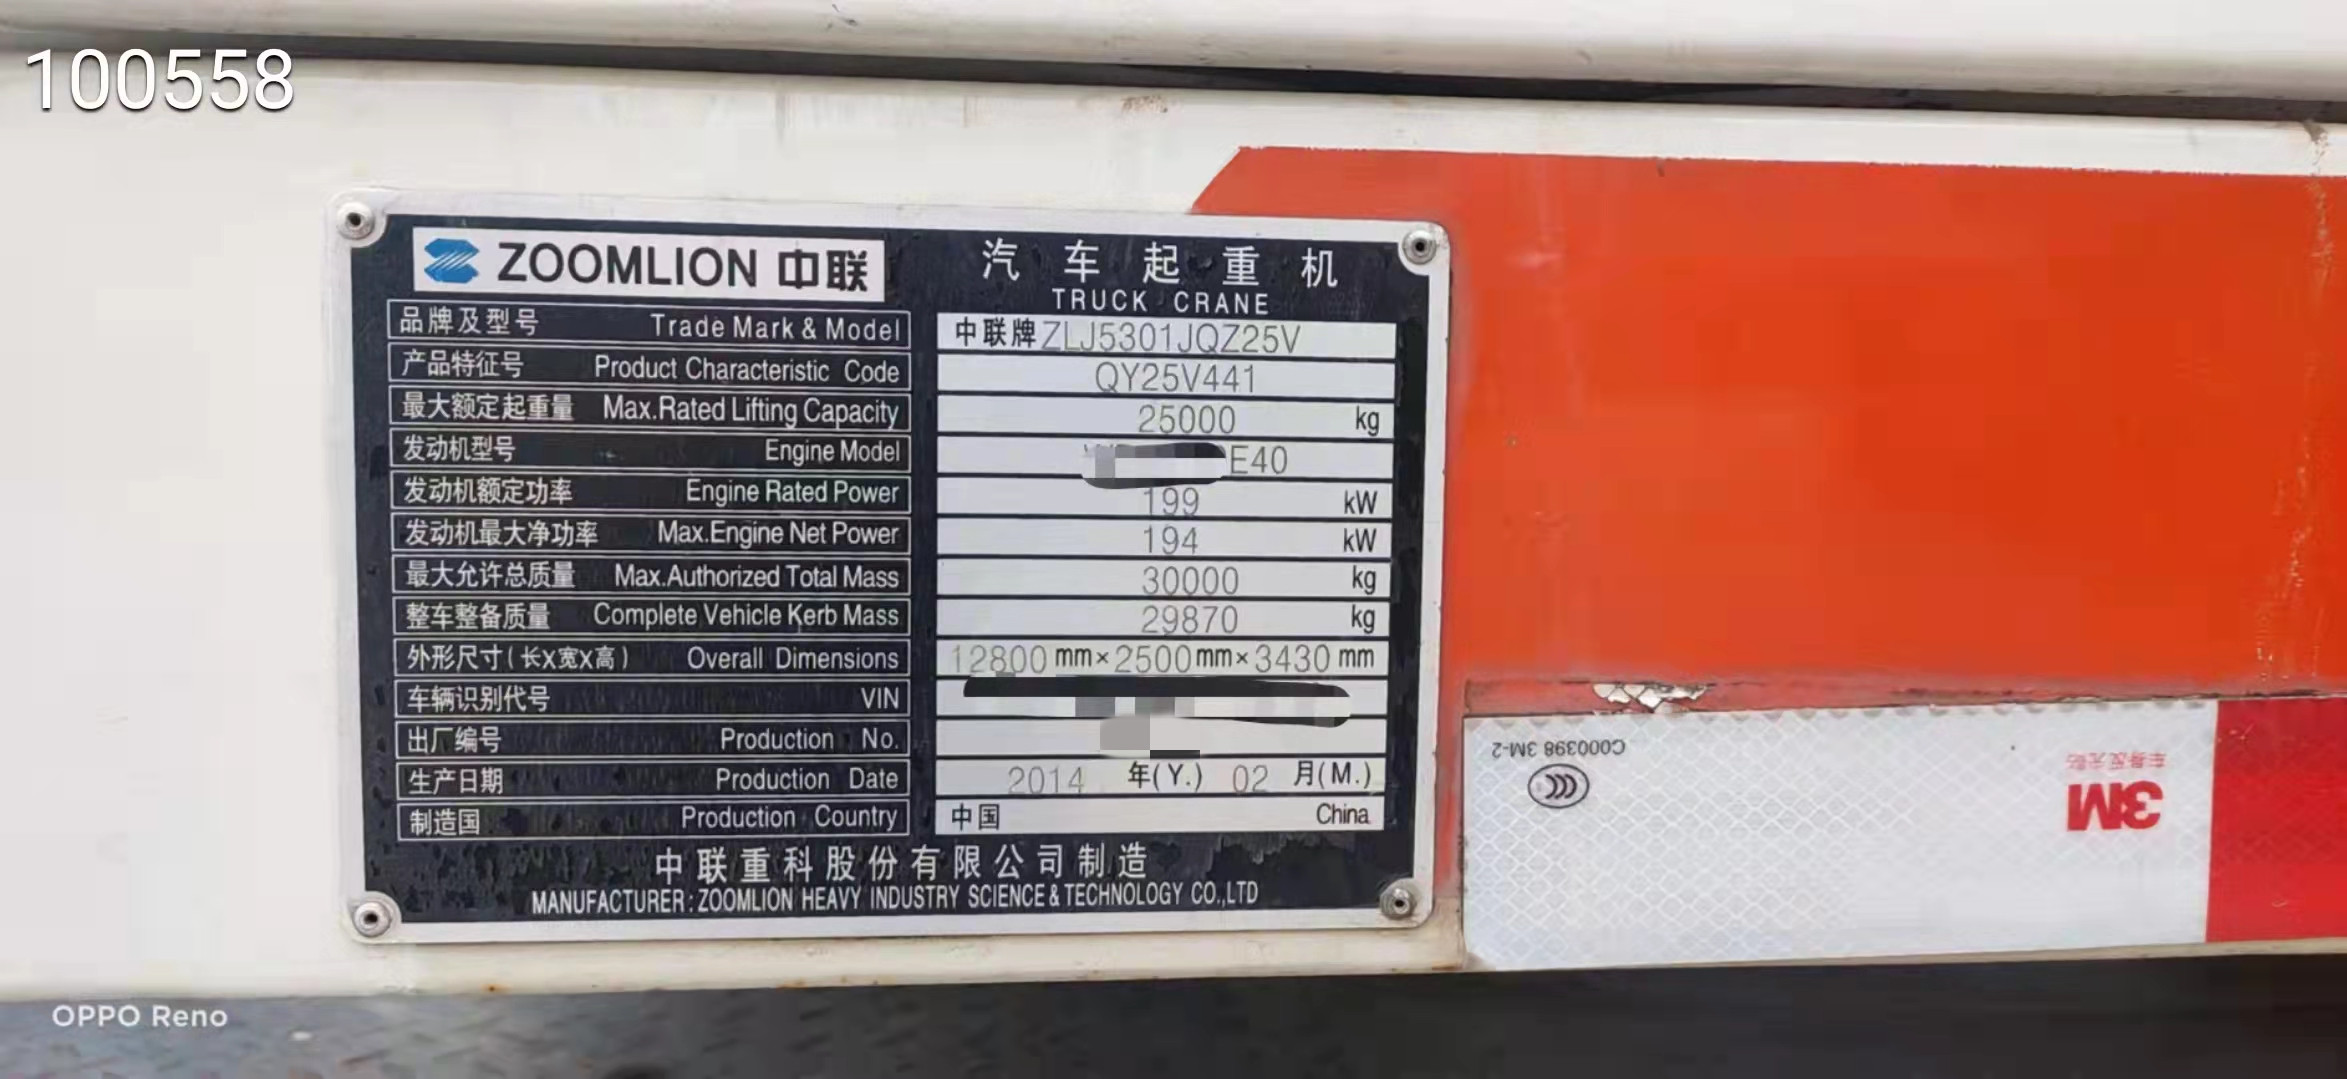 100558
ZOOMLION 中联
汽车起重机
TRUCK CRANE
品牌及型号 Trade Mark & Model 中联牌 ZLJ5301JQZ25V
产品特征号 Product Characteristic Code QY25V441
最大额定起重量 Max.Rated Lifting Capacity 25000 kg
发动机型号 Engine Model E40
发动机额定功率 Engine Rated Power 199 kW
发动机最大净功率 Max.Engine Net Power 194 kW
最大允许总质量 Max.Authorized Total Mass 30000 kg
整车整备质量 Complete Vehicle Kerb Mass 29870 kg
外形尺寸(长X宽X高) Overall Dimensions 12800 mm×2500 mm×3430 mm
车辆识别代号 VIN
出厂编号 Production No.
生产日期 Production Date 2014 年(Y.) 02 月(M.)
制造国 Production Country 中国 China
中联重科股份有限公司制造
MANUFACTURER: ZOOMLION HEAVY INDUSTRY SCIENCE & TECHNOLOGY CO.,LTD
C000398 3M-2
车身反光贴
3M
OPPO Reno